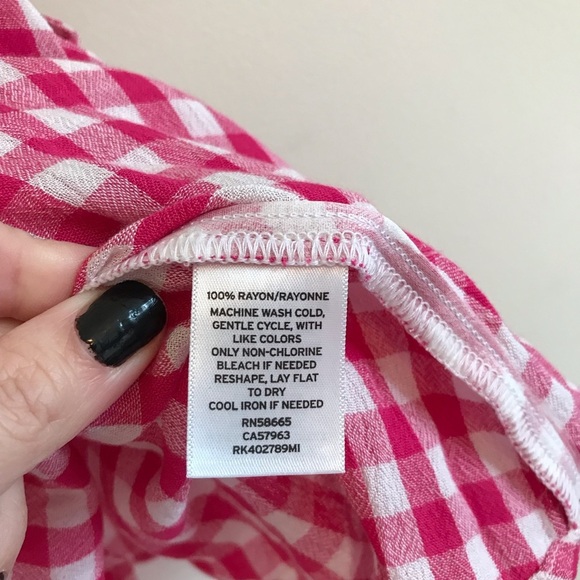 100% RAYON/RAYONNE
MACHINE WASH COLD,
GENTLE CYCLE, WITH
LIKE COLORS
ONLY NON-CHLORINE
BLEACH IF NEEDED
RESHAPE, LAY FLAT
TO DRY
COOL IRON IF NEEDED
RN58665
CA57963
RK402789MI